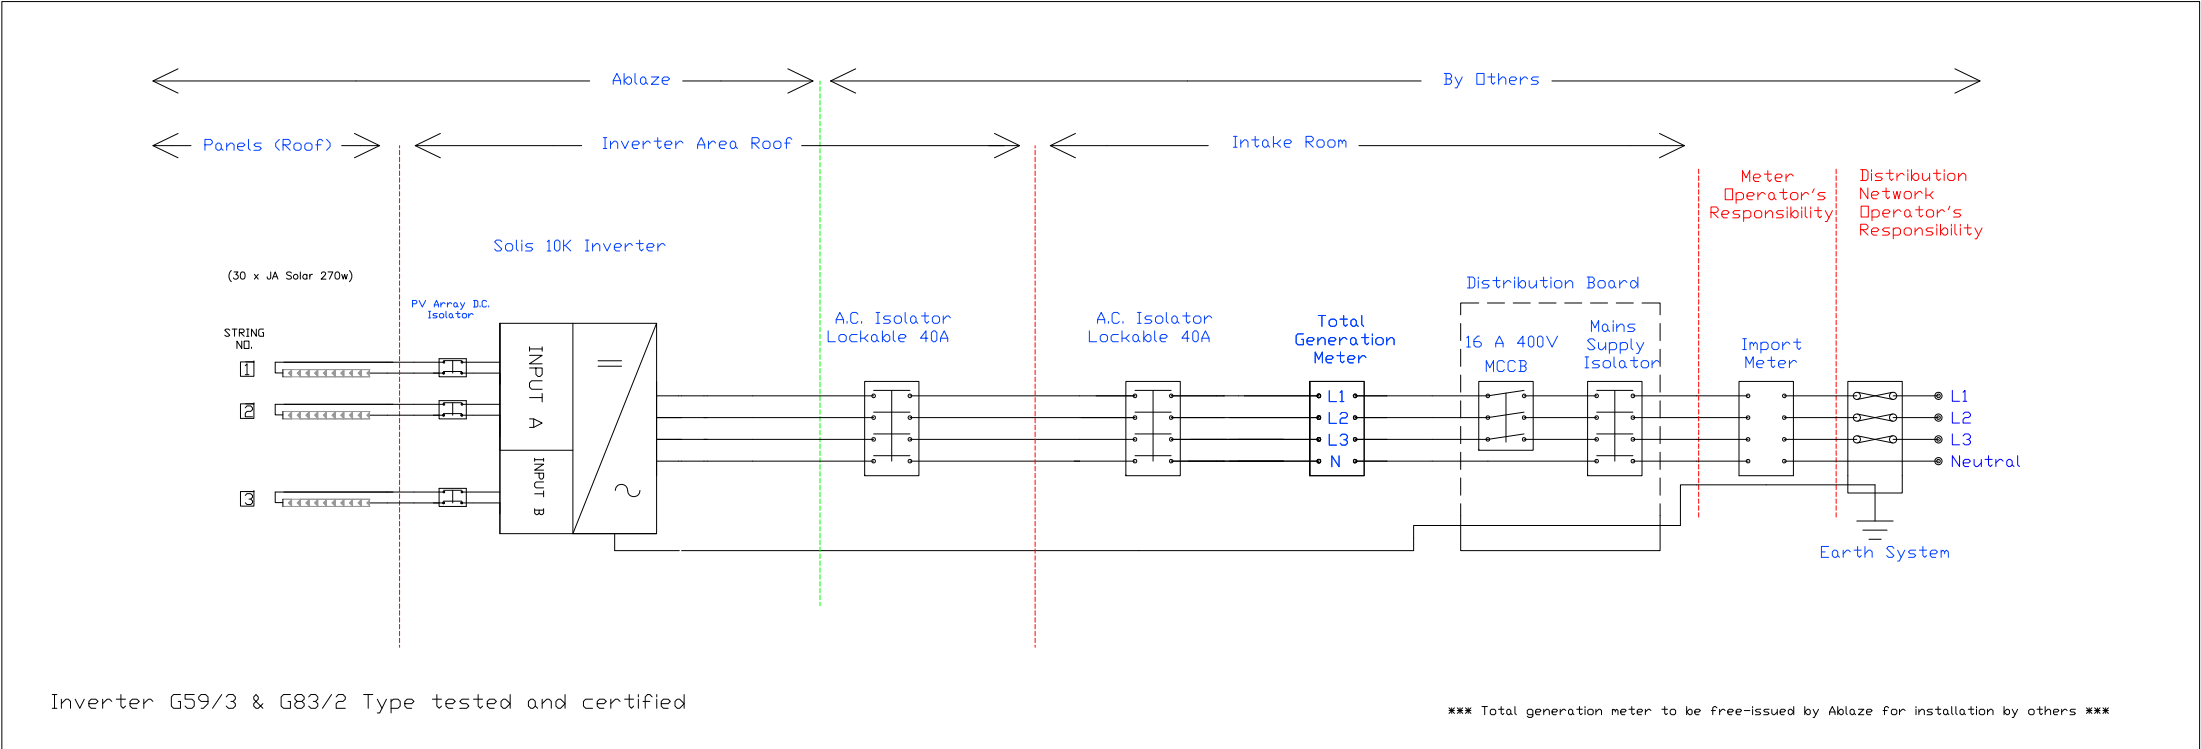 Ablaze
By Others
Panels (Roof)
Inverter Area Roof
Intake Room
Meter
Operator's
Responsibility
Distribution
Network
Operator's
Responsibility
Solis 10K Inverter
(30 x JA Solar 270w)
PV Array D.C.
Isolator
STRING
NO.
1
2
3
INPUT A
INPUT B
A.C. Isolator
Lockable 40A
A.C. Isolator
Lockable 40A
Total
Generation
Meter
L1
L2
L3
N
Distribution Board
16 A 400V
MCCB
Mains
Supply
Isolator
Import
Meter
L1
L2
L3
Neutral
Earth System
Inverter G59/3 & G83/2 Type tested and certified
*** Total generation meter to be free-issued by Ablaze for installation by others ***